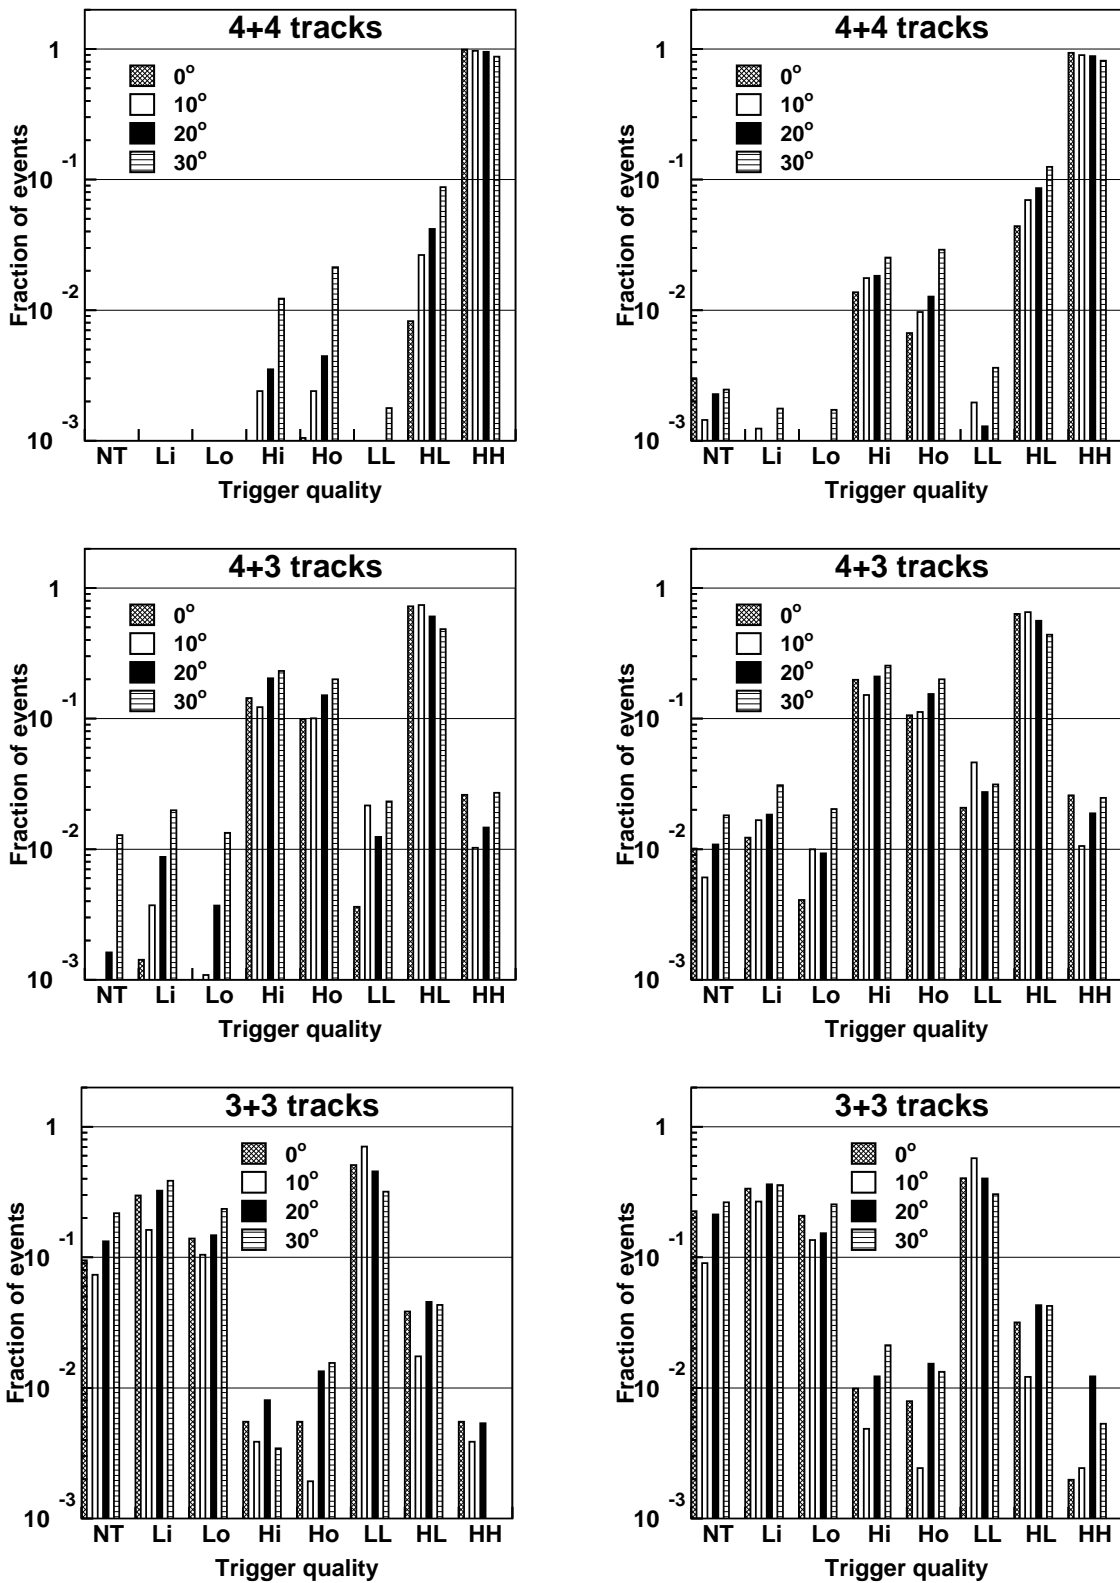 4+4 tracks
1
0°
10°
20°
30°
10-1
10-2
10-3
Fraction of events
NT Li Lo Hi Ho LL HL HH
Trigger quality
4+4 tracks
1
0°
10°
20°
30°
10-1
10-2
10-3
Fraction of events
NT Li Lo Hi Ho LL HL HH
Trigger quality
4+3 tracks
1
0°
10°
20°
30°
10-1
10-2
10-3
Fraction of events
NT Li Lo Hi Ho LL HL HH
Trigger quality
4+3 tracks
1
0°
10°
20°
30°
10-1
10-2
10-3
Fraction of events
NT Li Lo Hi Ho LL HL HH
Trigger quality
3+3 tracks
1
0°
10°
20°
30°
10-1
10-2
10-3
Fraction of events
NT Li Lo Hi Ho LL HL HH
Trigger quality
3+3 tracks
1
0°
10°
20°
30°
10-1
10-2
10-3
Fraction of events
NT Li Lo Hi Ho LL HL HH
Trigger quality